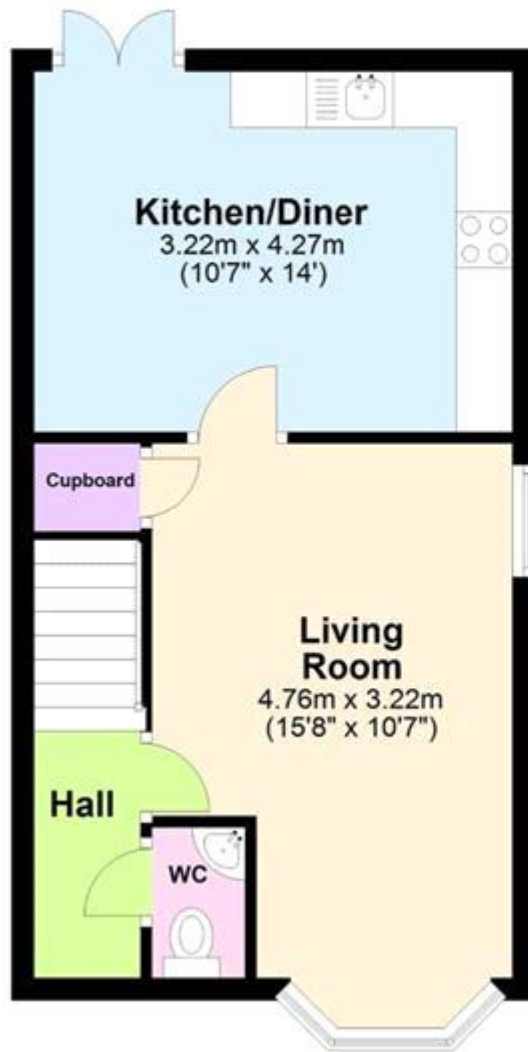 Kitchen/Diner
3.22m x 4.27m
(10'7" x 14')
Cupboard
Living
Room
4.76m x 3.22m
(15'8" x 10'7")
Hall
WC